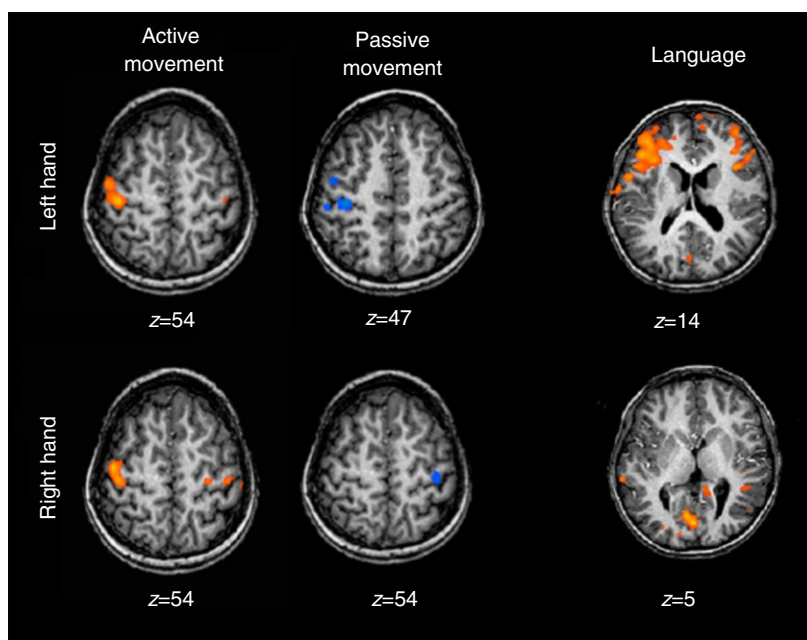 Active
movement
Passive
movement
Language
Left hand
z=54
z=47
z=14
Right hand
z=54
z=54
z=5